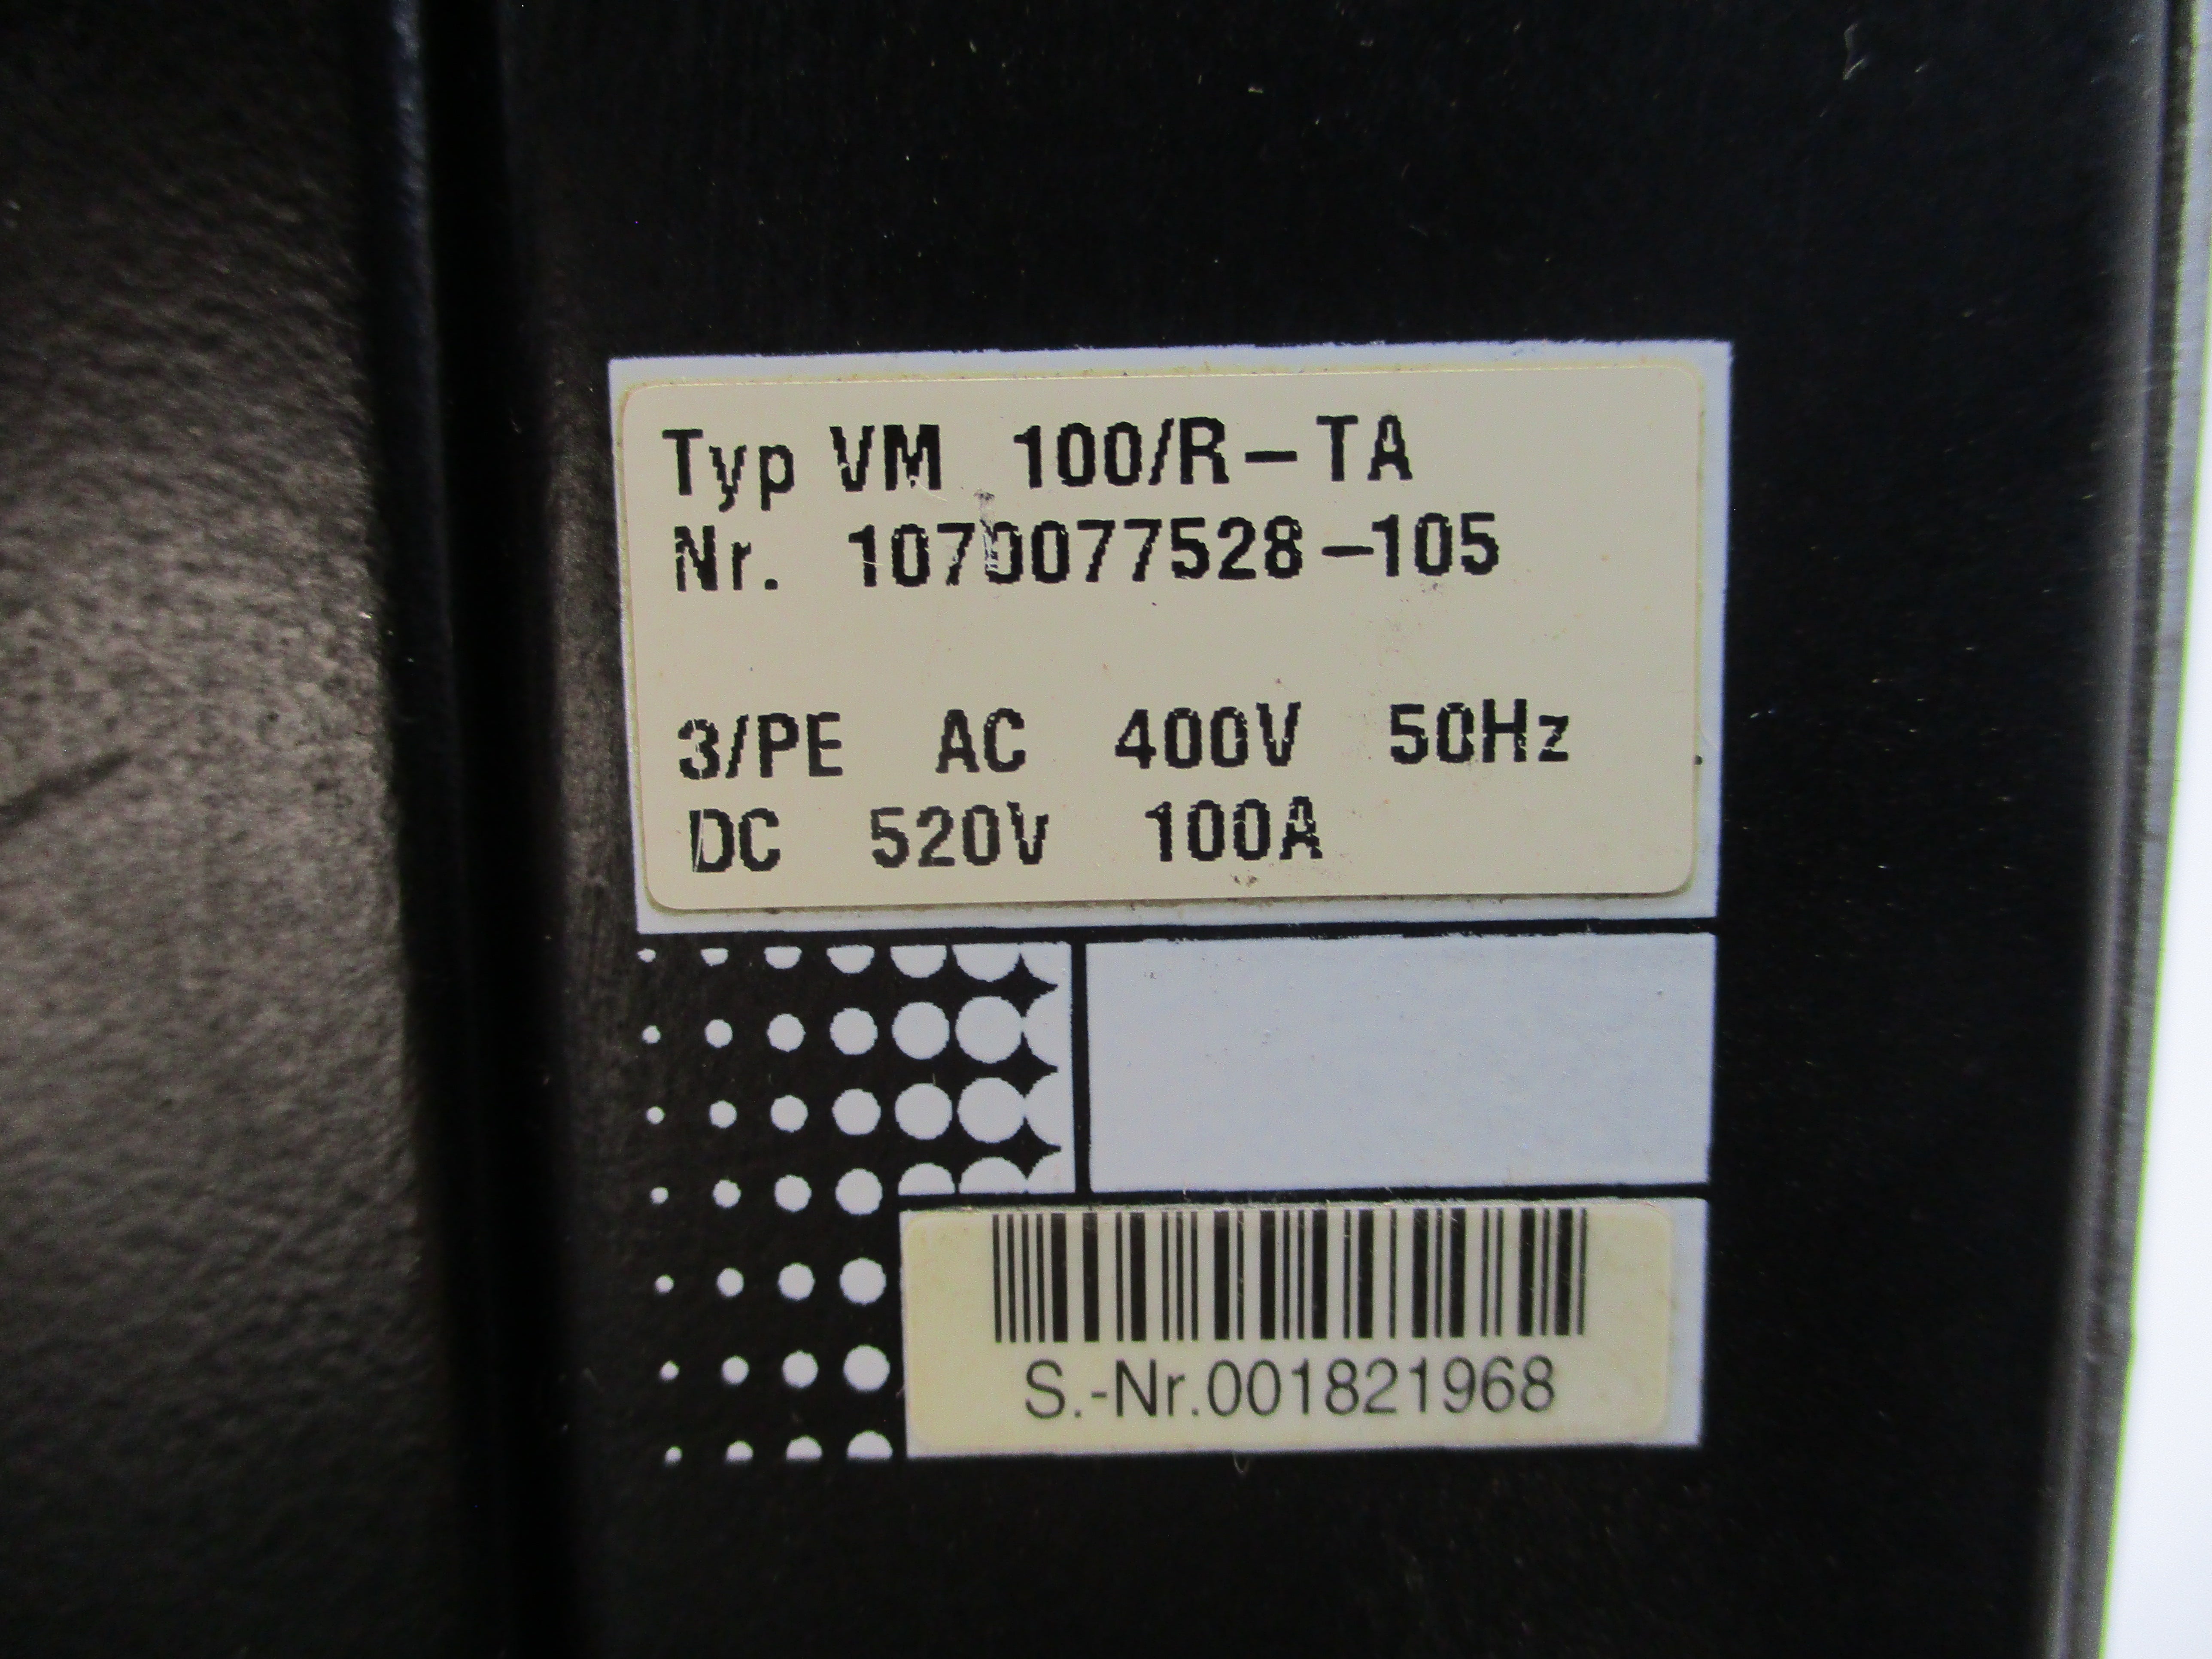 Typ VM 100/R-TA
Nr. 1070077528-105
3/PE AC 400V 50Hz
DC 520V 100A
S.-Nr.001821968